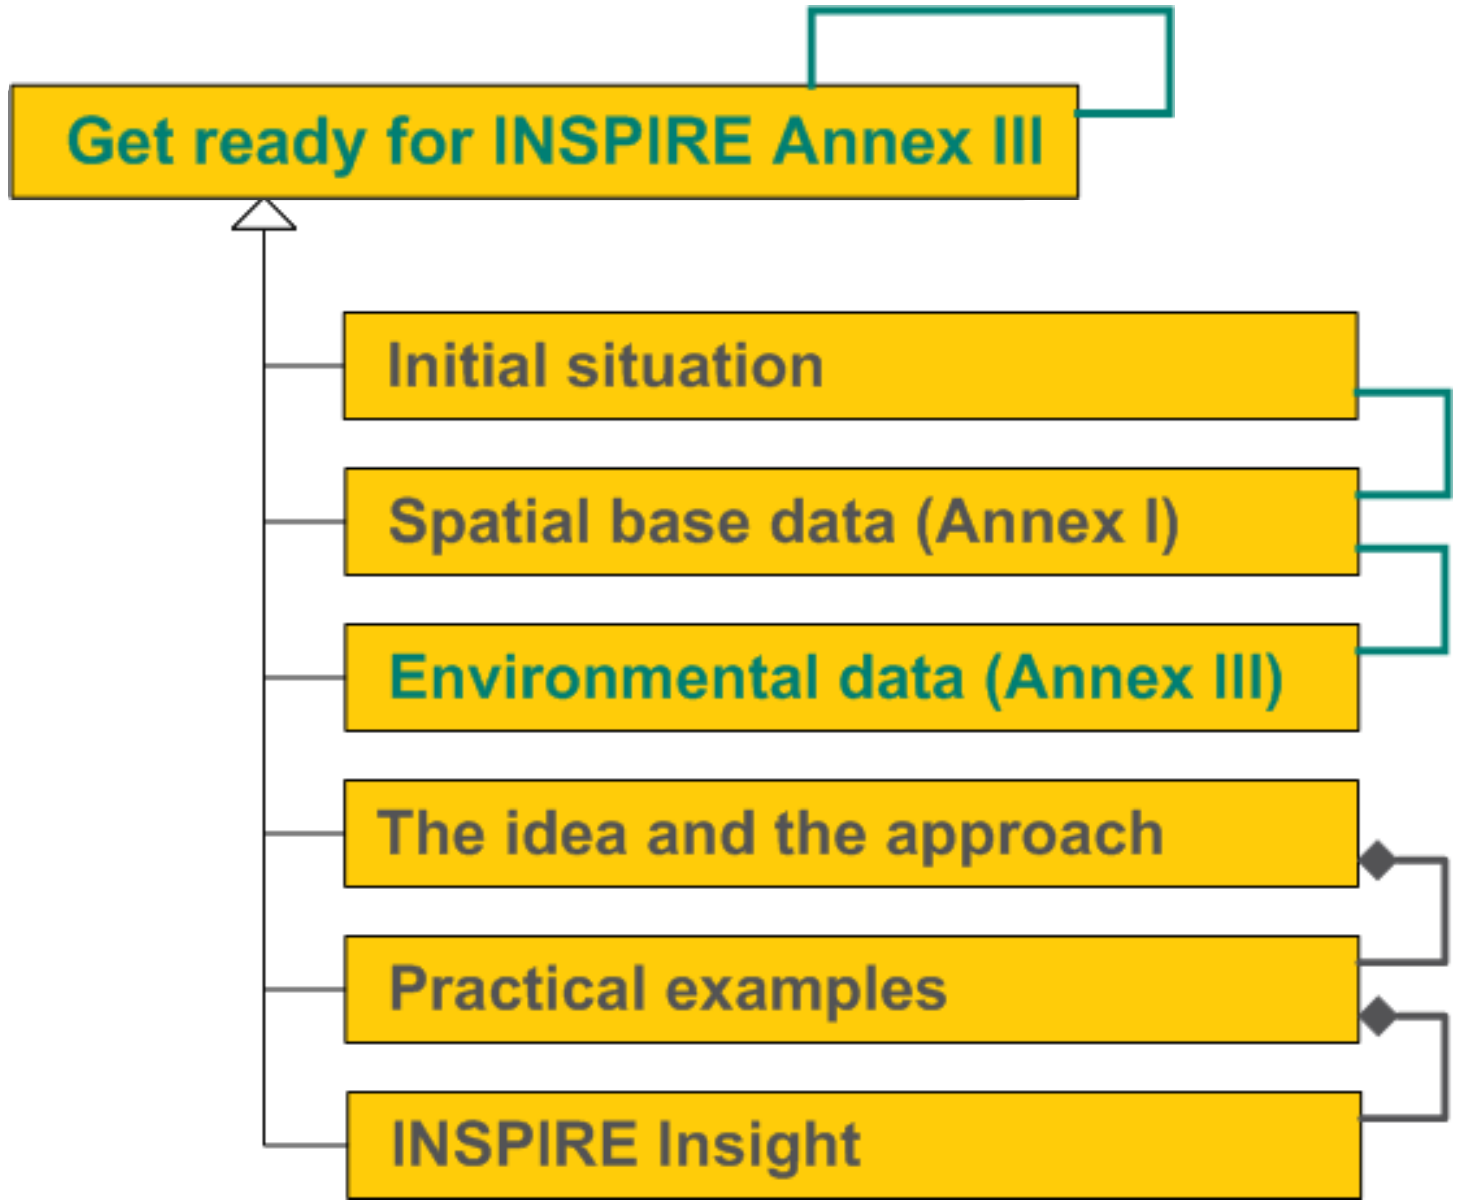 Get ready for INSPIRE Annex III
Initial situation
Spatial base data (Annex I)
Environmental data (Annex III)
The idea and the approach
Practical examples
INSPIRE Insight